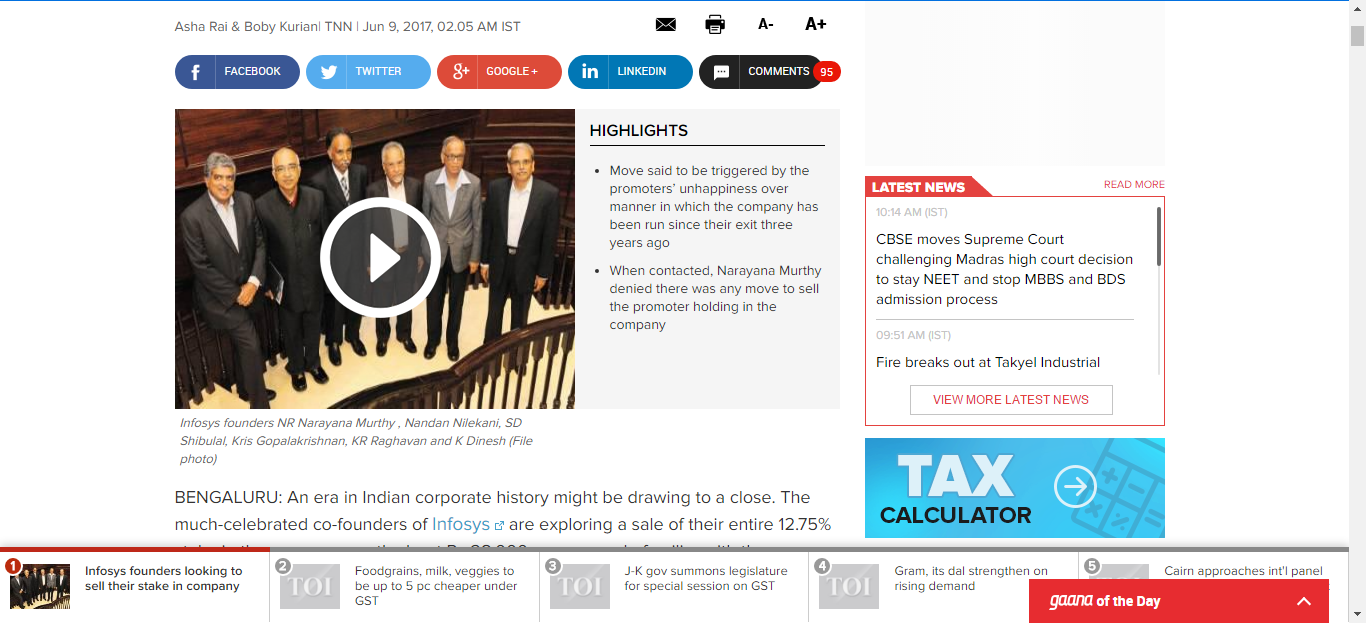 Asha Rai & Boby Kurian| TNN | Jun 9, 2017, 02.05 AM IST
A-
A+
FACEBOOK
TWITTER
GOOGLE +
LINKEDIN
COMMENTS
95
HIGHLIGHTS
• Move said to be triggered by the
promoters' unhappiness over
manner in which the company has
been run since their exit three
years ago
• When contacted, Narayana Murthy
denied there was any move to sell
the promoter holding in the
company
Infosys founders NR Narayana Murthy , Nandan Nilekani, SD
Shibulal, Kris Gopalakrishnan, KR Raghavan and K Dinesh (File
photo)
BENGALURU: An era in Indian corporate history might be drawing to a close. The
much-celebrated co-founders of Infosys are exploring a sale of their entire 12.75%
LATEST NEWS
READ MORE
10:14 AM (IST)
CBSE moves Supreme Court
challenging Madras high court decision
to stay NEET and stop MBBS and BDS
admission process
09:51 AM (IST)
Fire breaks out at Takyel Industrial
VIEW MORE LATEST NEWS
TAX
CALCULATOR
1
Infosys founders looking to
sell their stake in company
2
TOI
Foodgrains, milk, veggies to
be up to 5 pc cheaper under
GST
3
TOI
J-K gov summons legislature
for special session on GST
4
TOI
Gram, its dal strengthen on
rising demand
5
Cairn approaches int'l panel
gaana of the Day